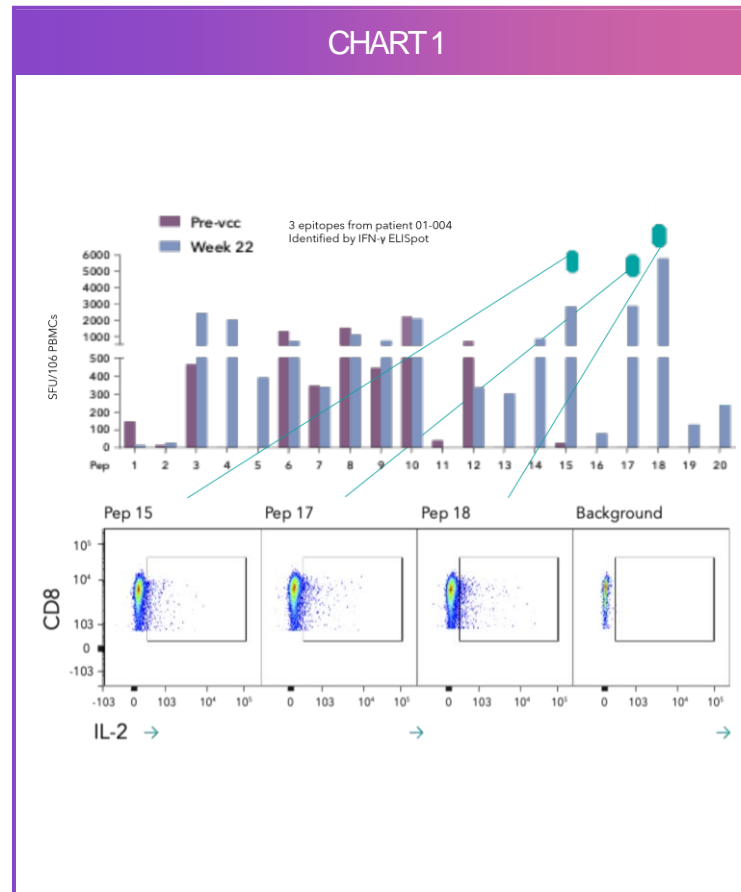 CHART 1
Pre-vcc
Week 22
3 epitopes from patient 01-004
Identified by IFN-γ ELISpot
SFU/106 PBMCs
6000
5000
4000
3000
2000
1000
500
400
300
200
100
0
Pep 1 2 3 4 5 6 7 8 9 10 11 12 13 14 15 16 17 18 19 20
Pep 15 Pep 17 Pep 18 Background
CD8
10⁵
10⁴
103
0
-103
-103 0 103 10⁴ 10⁵ 0 103 10⁴ 10⁵ 0 103 10⁴ 10⁵ 0 103 10⁴ 10⁵
IL-2 → → →